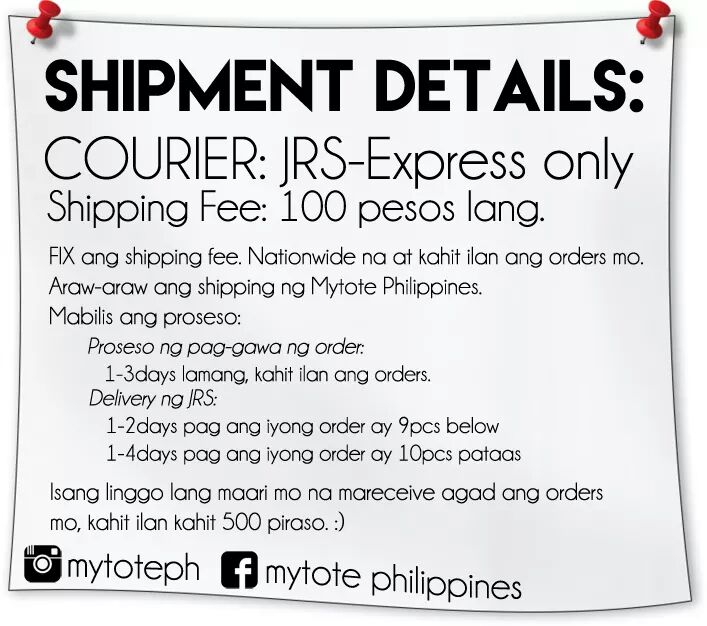 SHIPMENT DETAILS:
COURIER: JRS-Express only
Shipping Fee: 100 pesos lang.
FIX ang shipping fee. Nationwide na at kahit ilan ang orders mo.
Araw-araw ang shipping ng Mytote Philippines.
Mabilis ang proseso:
Proseso ng pag-gawa ng order:
1-3days lamang, kahit ilan ang orders.
Delivery ng JRS:
1-2days pag ang iyong order ay 9pcs below
1-4days pag ang iyong order ay 10pcs pataas
Isang linggo lang maari mo na mareceive agad ang orders
mo, kahit ilan kahit 500 piraso. :)
mytoteph f mytote philippines